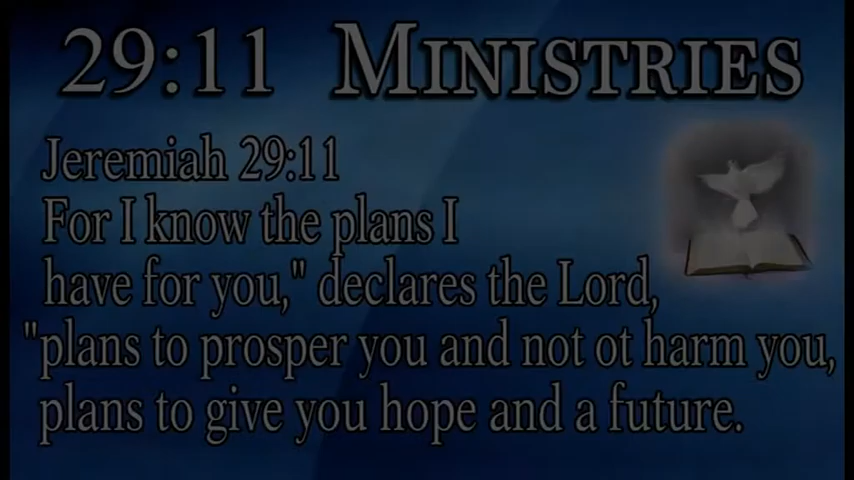 29:11 MINISTRIES
Jeremiah 29:11
For I know the plans I
have for you," declares the Lord,
"plans to prosper you and not ot harm you,
plans to give you hope and a future.